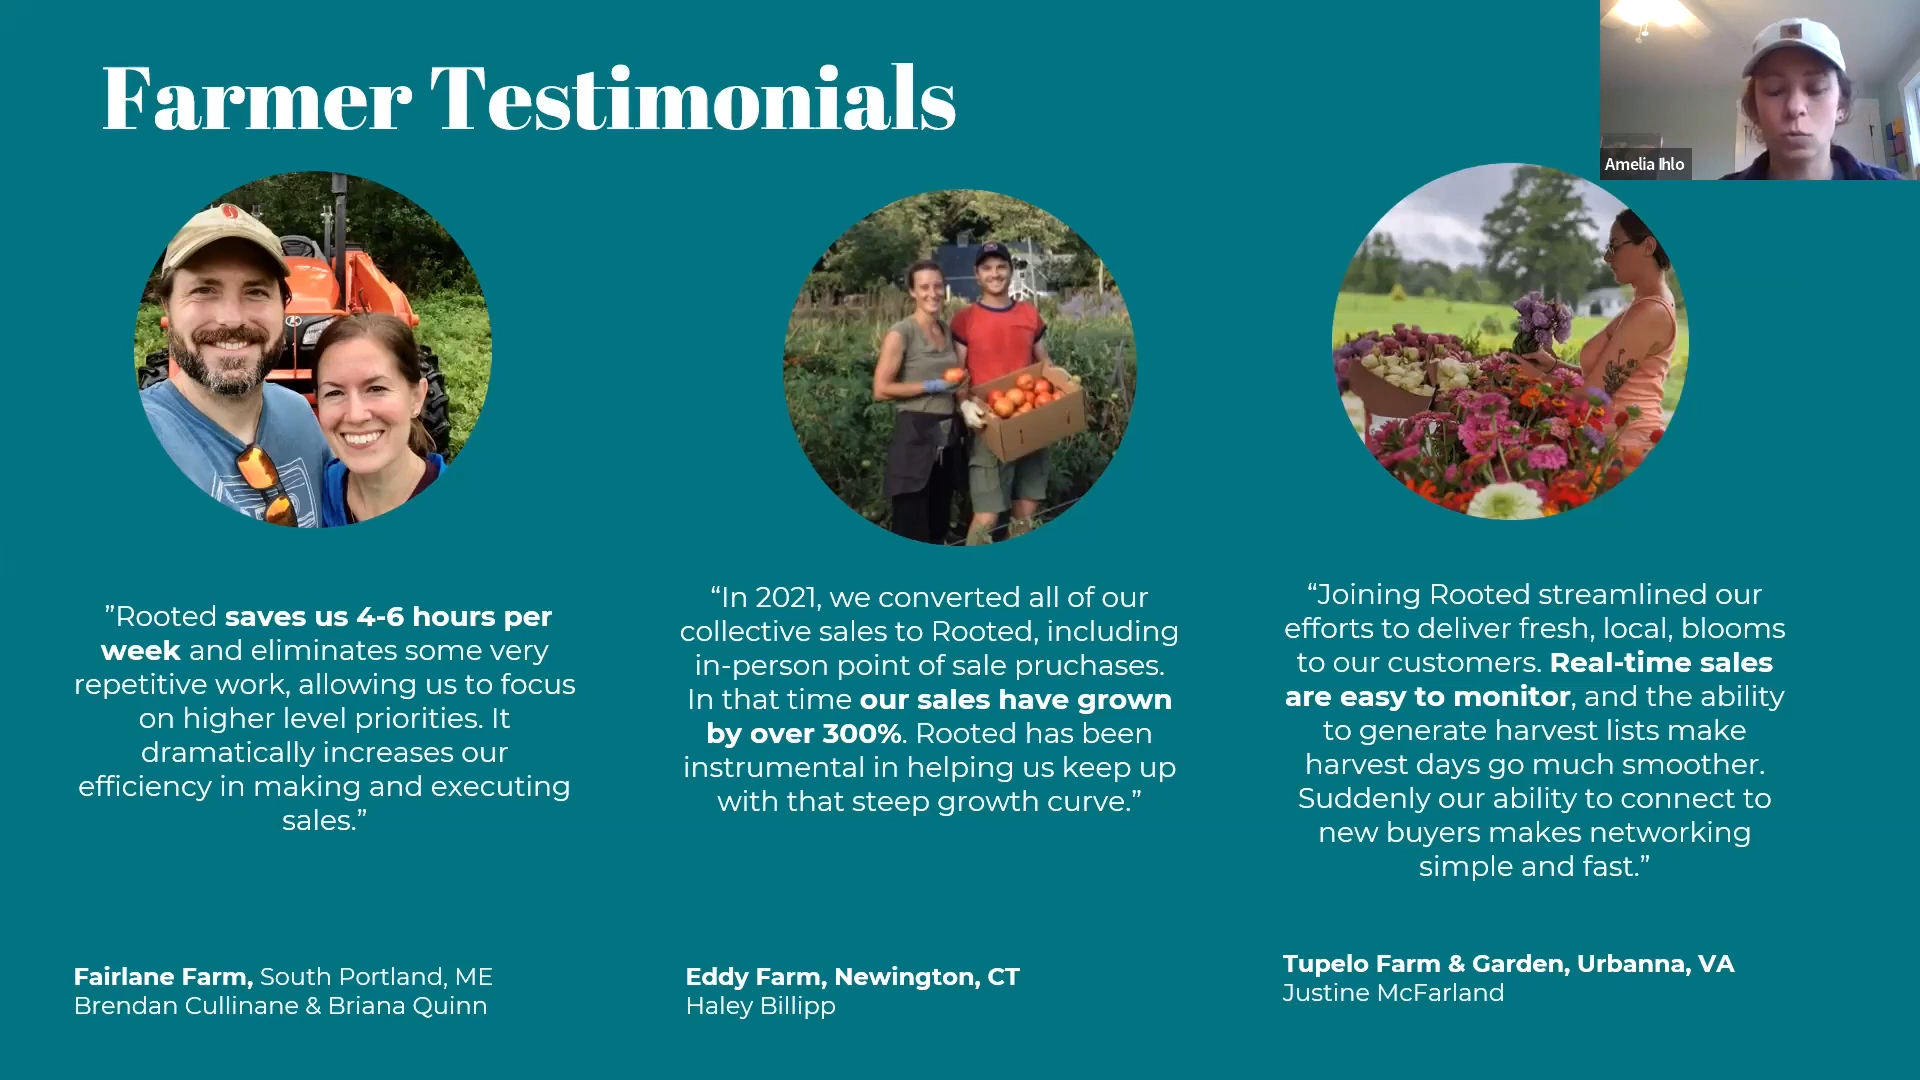 Farmer Testimonials
Amelia Ihlo
”Rooted saves us 4-6 hours per
week and eliminates some very
repetitive work, allowing us to focus
on higher level priorities. It
dramatically increases our
efficiency in making and executing
sales.”
Fairlane Farm, South Portland, ME
Brendan Cullinane & Briana Quinn
“In 2021, we converted all of our
collective sales to Rooted, including
in-person point of sale pruchases.
In that time our sales have grown
by over 300%. Rooted has been
instrumental in helping us keep up
with that steep growth curve.”
Eddy Farm, Newington, CT
Haley Billipp
“Joining Rooted streamlined our
efforts to deliver fresh, local, blooms
to our customers. Real-time sales
are easy to monitor, and the ability
to generate harvest lists make
harvest days go much smoother.
Suddenly our ability to connect to
new buyers makes networking
simple and fast.”
Tupelo Farm & Garden, Urbanna, VA
Justine McFarland